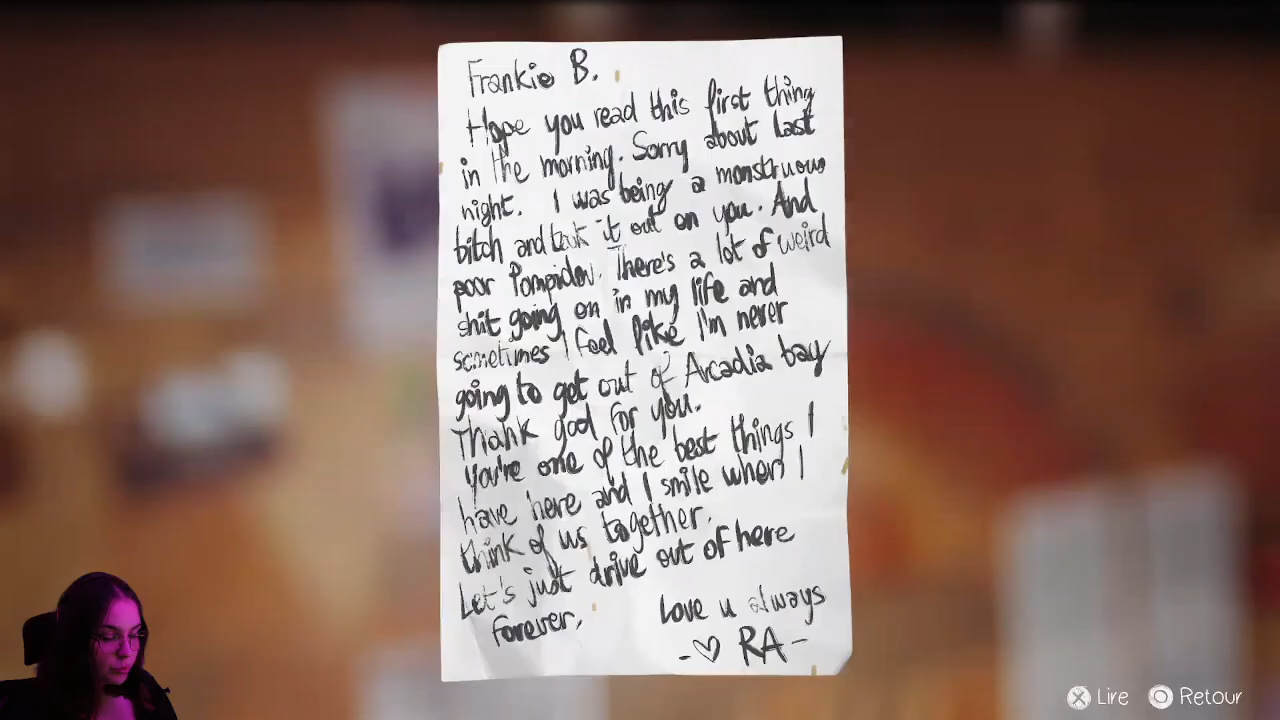 Frankie B.
Hope you read this first thing
in the morning. Sorry about last
night. I was being a monstruous
bitch and took it out on you. And
poor Pompidou. There's a lot of weird
shit going on in my life and
sometimes I feel like I'm never
going to get out of Arcadia bay
Thank god for you.
You're one of the best things I
have here and I smile when I
think of us together.
Let's just drive out of here
forever.
Love u always
-♡ RA-
Lire
Retour